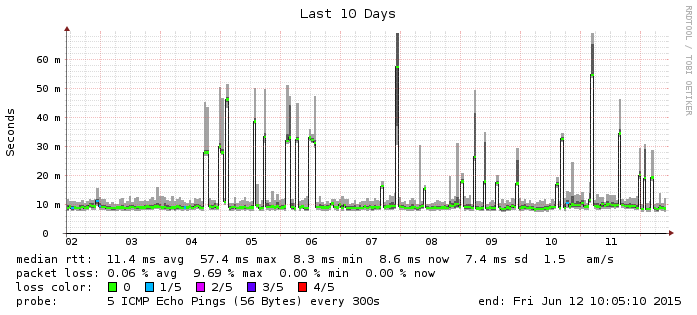 Last 10 Days
RRDTOOL / TOBI OETIKER
Seconds
60 m
50 m
40 m
30 m
20 m
10 m
0
02 03 04 05 06 07 08 09 10 11
median rtt: 11.4 ms avg 57.4 ms max 8.3 ms min 8.6 ms now 7.4 ms sd 1.5 am/s
packet loss: 0.06 % avg 9.69 % max 0.00 % min 0.00 % now
loss color: 0 1/5 2/5 3/5 4/5
probe: 5 ICMP Echo Pings (56 Bytes) every 300s end: Fri Jun 12 10:05:10 2015